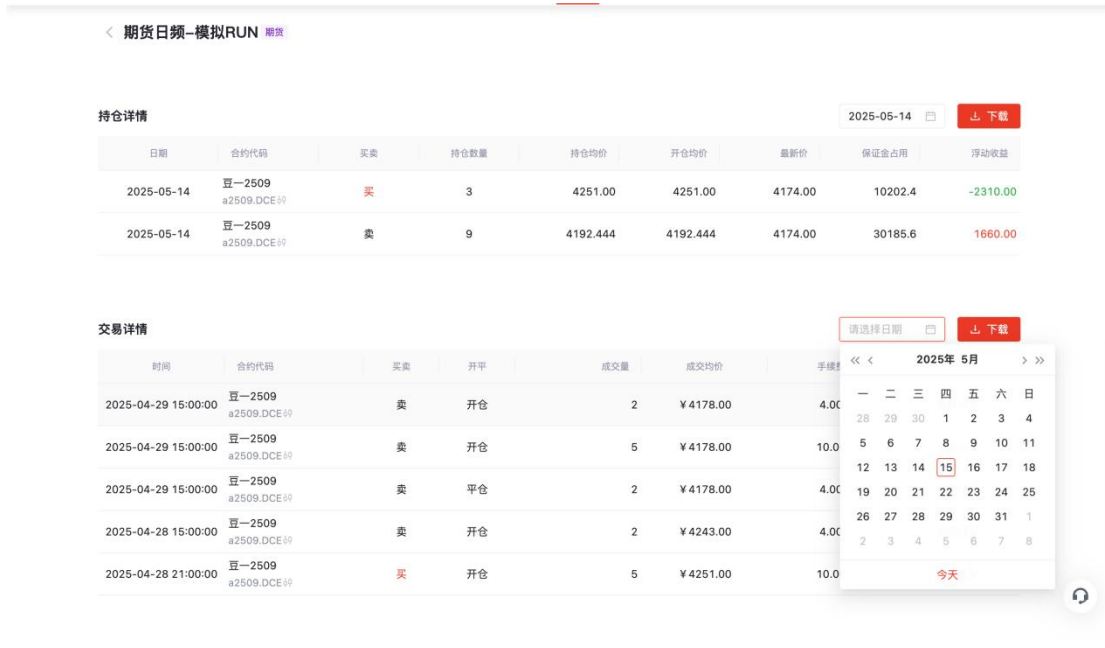 期货日频-模拟RUN 期货
持仓详情 2025-05-14 下载
日期 合约代码 买卖 持仓数量 持仓均价 开仓均价 最新价 保证金占用 浮动收益
2025-05-14 豆一2509 买 3 4251.00 4251.00 4174.00 10202.4 -2310.00
a2509.DCE
2025-05-14 豆一2509 卖 9 4192.444 4192.444 4174.00 30185.6 1660.00
a2509.DCE
交易详情 请选择日期 下载
时间 合约代码 买卖 开平 成交量 成交均价 手续
2025-04-29 15:00:00 豆一2509 卖 开仓 2 ¥4178.00 4.00
a2509.DCE
2025-04-29 15:00:00 豆一2509 卖 开仓 5 ¥4178.00 10.0
a2509.DCE
2025-04-29 15:00:00 豆一2509 卖 平仓 2 ¥4178.00 4.00
a2509.DCE
2025-04-28 15:00:00 豆一2509 卖 开仓 2 ¥4243.00 4.00
a2509.DCE
2025-04-28 21:00:00 豆一2509 买 开仓 5 ¥4251.00 10.0
a2509.DCE
« < 2025年 5月 > »
一 二 三 四 五 六 日
28 29 30 1 2 3 4
5 6 7 8 9 10 11
12 13 14 15 16 17 18
19 20 21 22 23 24 25
26 27 28 29 30 31 1
2 3 4 5 6 7 8
今天